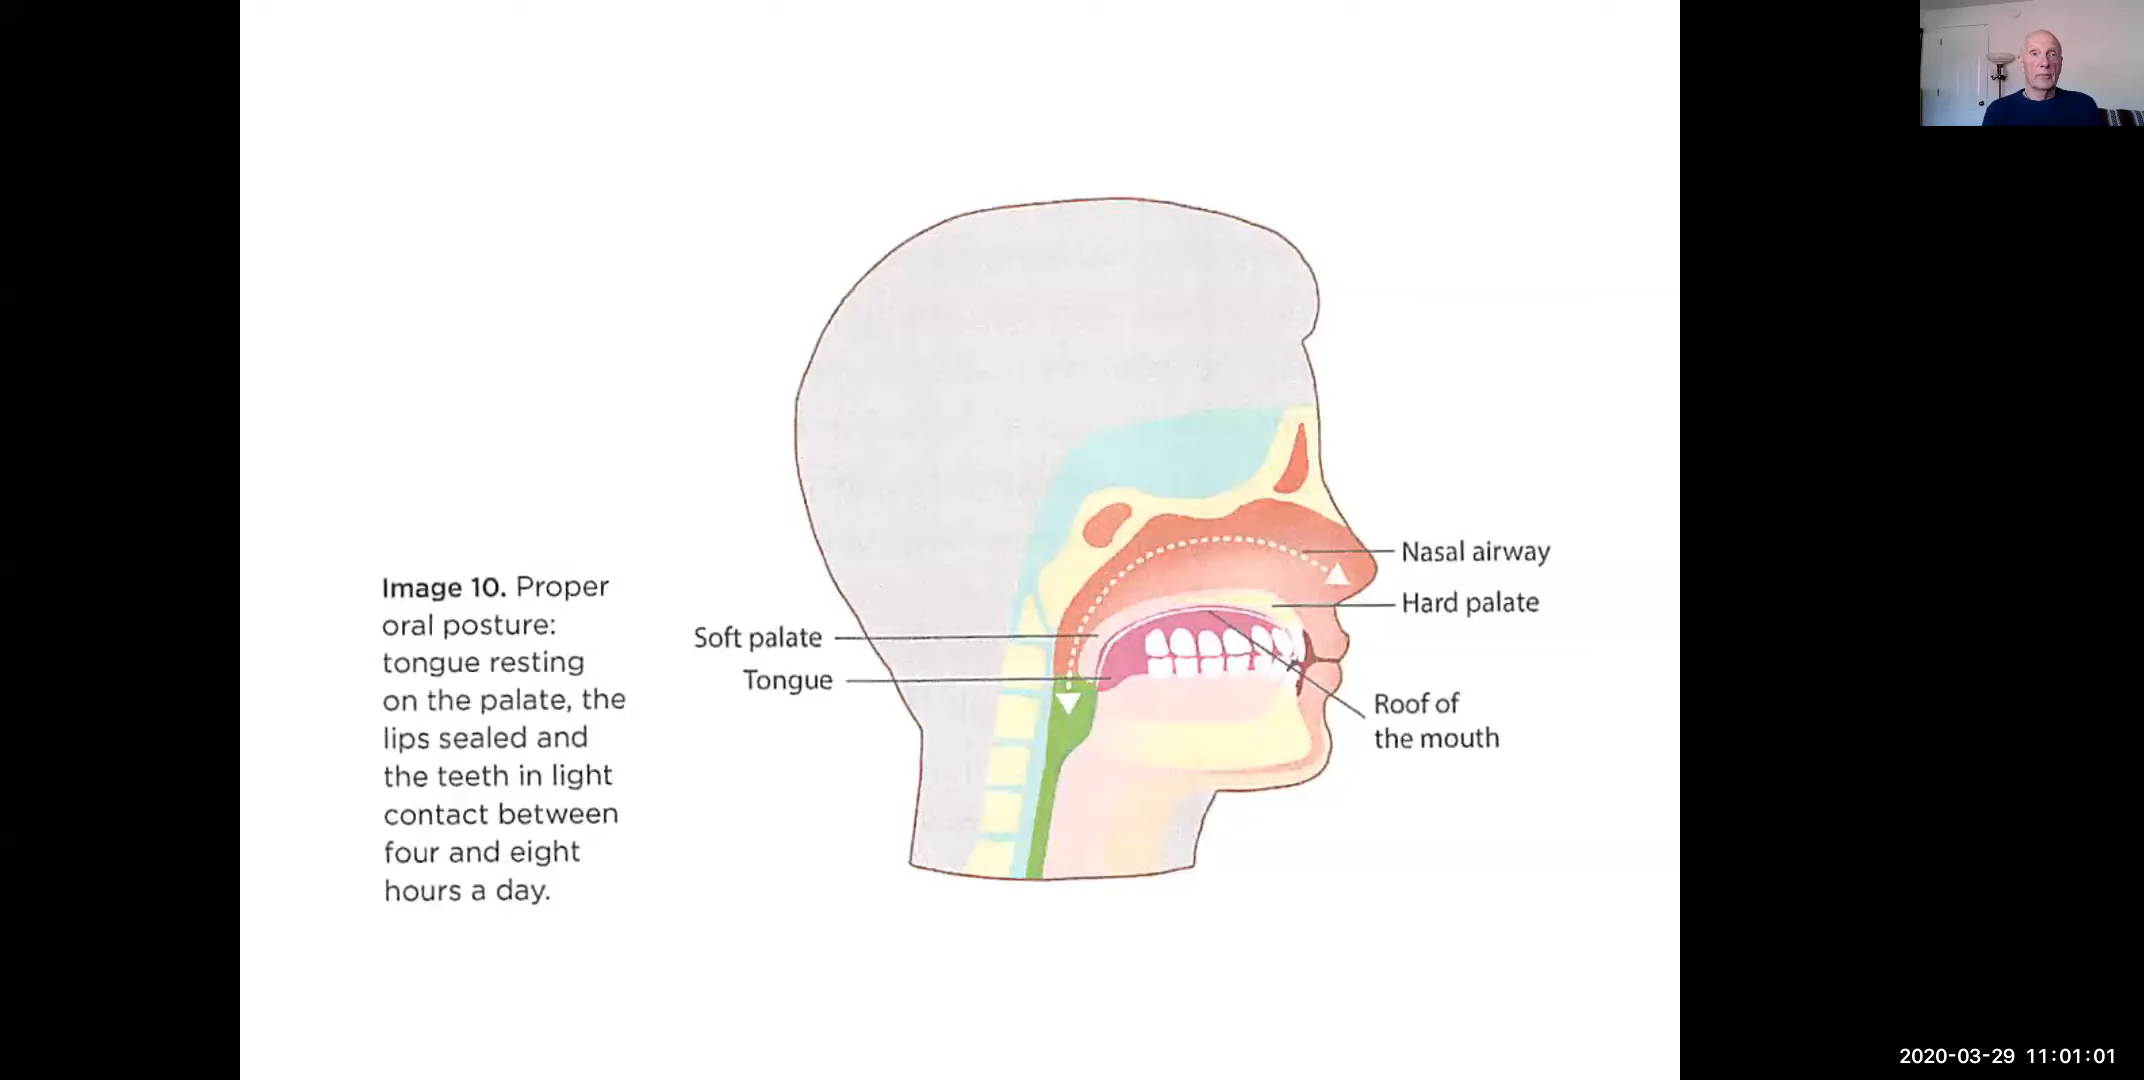 Image 10. Proper
oral posture:
tongue resting
on the palate, the
lips sealed and
the teeth in light
contact between
four and eight
hours a day.
Soft palate
Tongue
Nasal airway
Hard palate
Roof of
the mouth
2020-03-29 11:01:01